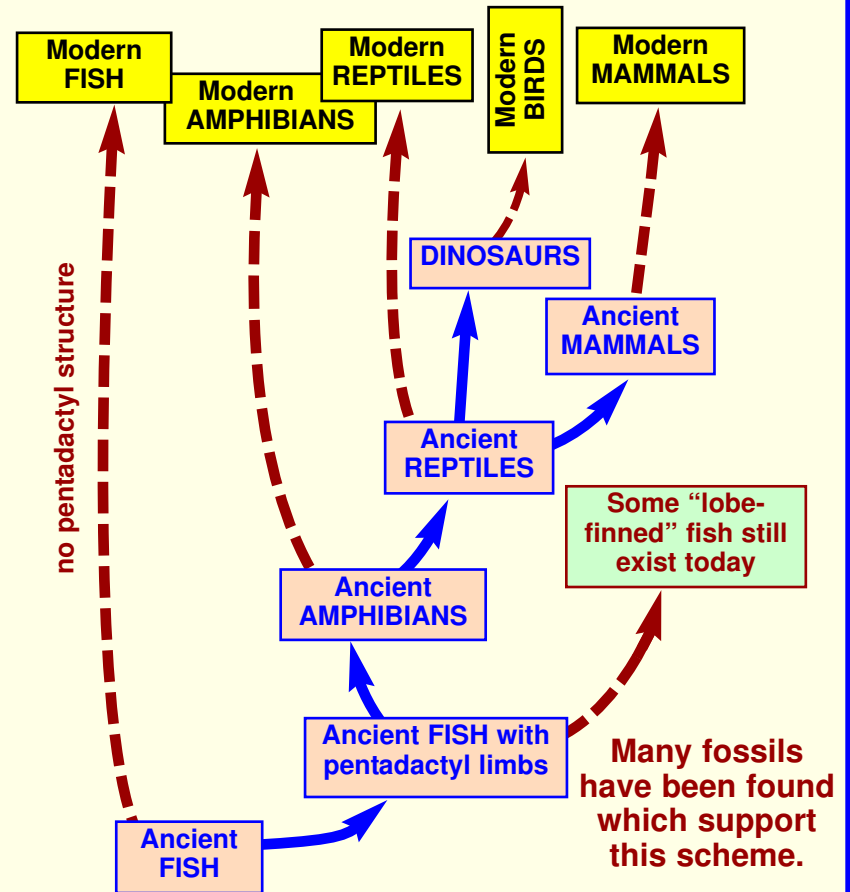 Modern
FISH
Modern
AMPHIBIANS
Modern
REPTILES
Modern
BIRDS
Modern
MAMMALS
DINOSAURS
Ancient
MAMMALS
no pentadactyl structure
Ancient
REPTILES
Some “lobe-
finned” fish still
exist today
Ancient
AMPHIBIANS
Ancient FISH with
pentadactyl limbs
Many fossils
have been found
which support
this scheme.
Ancient
FISH